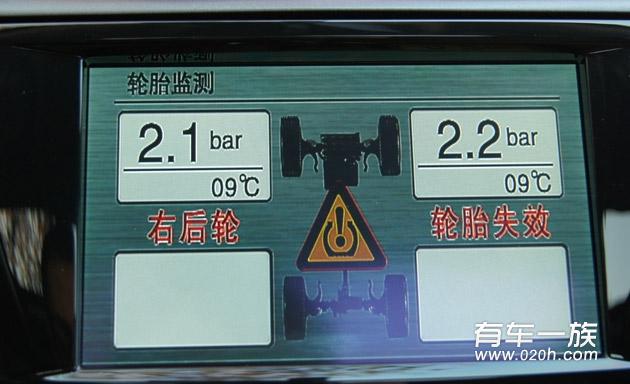 轮胎监测
2.1 bar
09℃
2.2 bar
09℃
右后轮 轮胎失效
有车一族
www.020h.com